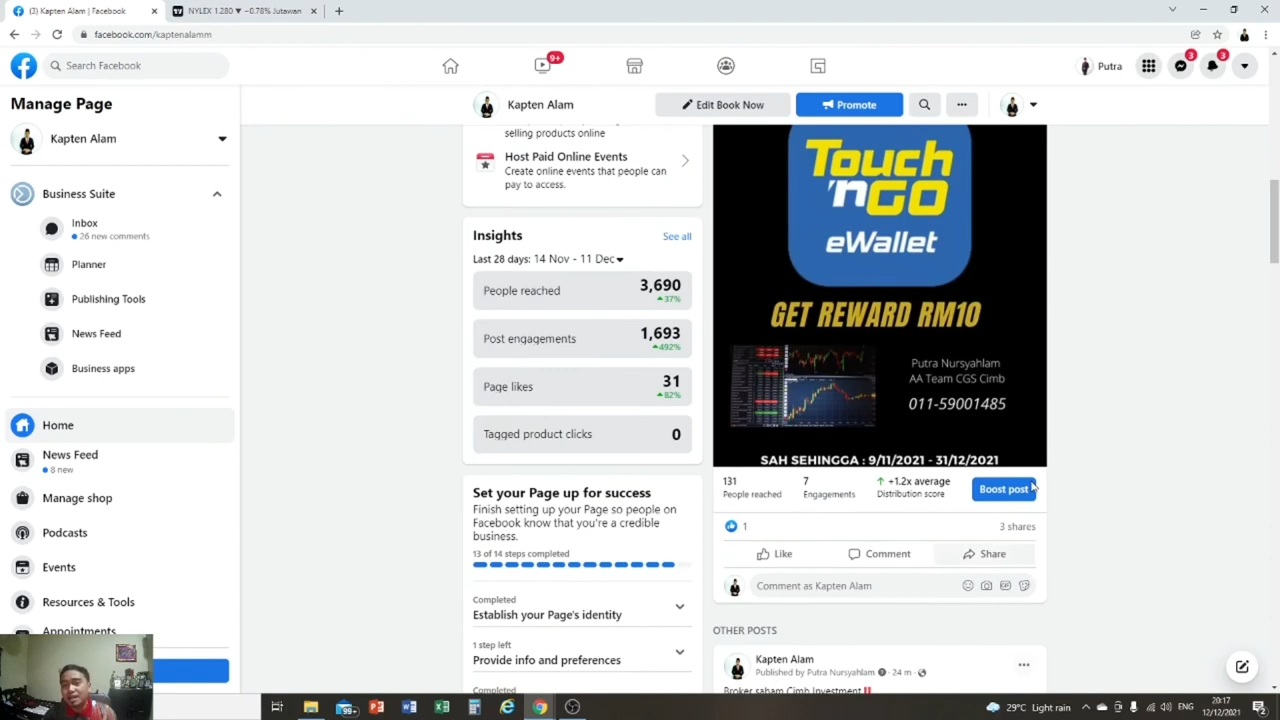 (3) Kapten Alam | Facebook
NYLEX 1.280 ▼ −0.78% Jutawan
facebook.com/kaptenalamm
Search Facebook
9+
Putra
3
3
Manage Page
Kapten Alam
Business Suite
Inbox
26 new comments
Planner
Publishing Tools
News Feed
Business apps
Home
News Feed
8 new
Manage shop
Podcasts
Events
Resources & Tools
Appointments
Kapten Alam
Edit Book Now
Promote
selling products online
Host Paid Online Events
Create online events that people can
pay to access.
Insights
See all
Last 28 days: 14 Nov - 11 Dec
People reached
3,690
37%
Post engagements
1,693
492%
Page likes
31
82%
Tagged product clicks
0
Set your Page up for success
Finish setting up your Page so people on
Facebook know that you're a credible
business.
13 of 14 steps completed
Completed
Establish your Page's identity
1 step left
Provide info and preferences
Completed
Touch
'nGO
eWallet
GET REWARD RM10
Putra Nursyahlam
AA Team CGS Cimb
011-59001485
SAH SEHINGGA : 9/11/2021 - 31/12/2021
131
People reached
7
Engagements
+1.2x average
Distribution score
Boost post
1
3 shares
Like
Comment
Share
Comment as Kapten Alam
OTHER POSTS
Kapten Alam
Published by Putra Nursyahlam · 24 m ·
Broker saham Cimb Investment‼
99+
29°C Light rain
ENG
20:17
12/12/2021
2